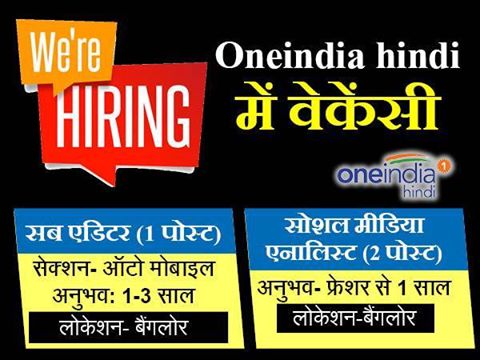 We're
HIRING
Oneindia hindi
में वेकेंसी
oneindia 1
hindi
सब एडिटर (1 पोस्ट)
सेक्शन- ऑटो मोबाइल
अनुभव: 1-3 साल
लोकेशन- बैंगलोर
सोशल मीडिया
एनालिस्ट (2 पोस्ट)
अनुभव- फ्रेशर से 1 साल
लोकेशन-बैंगलोर